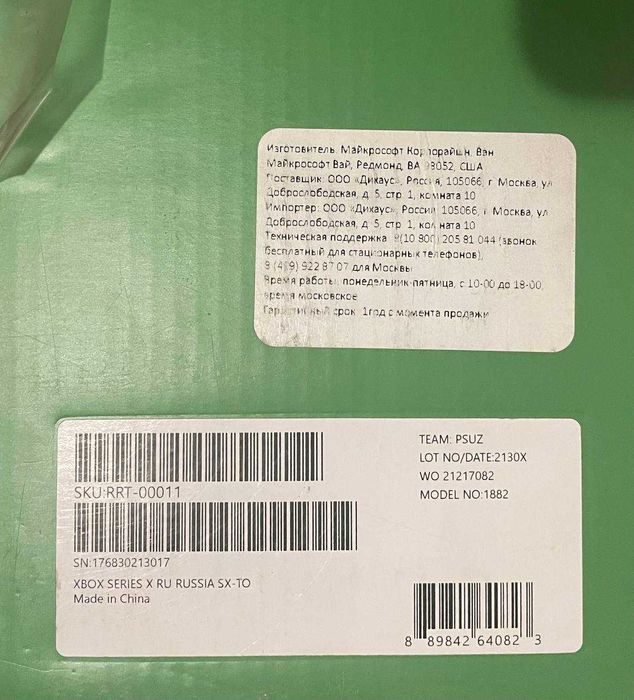 Изготовитель: Майкрософт Корпорайшн, Ван
Майкрософт Вай, Редмонд, ВА 98052, США
Поставщик: ООО «Дихаус», Россия, 105066, г. Москва, ул
Доброслободская, д. 5, стр. 1, комната 10
Импортер: ООО «Дихаус», Россия 105066, г. Москва, ул
Доброслободская, д. 5, стр. 1, комната 10
Техническая поддержка 8(10 800) 205 81 044 (звонок
бесплатный для стационарных телефонов),
8 (499) 922 87 07 для Москвы
Время работы: понедельник-пятница, с 10-00 до 18-00,
время московское
Гарантийный срок: 1год с момента продажи
SKU:RRT-00011
SN:176830213017
XBOX SERIES X RU RUSSIA SX-TO
Made in China
TEAM: PSUZ
LOT NO/DATE:2130X
WO 21217082
MODEL NO:1882
8 89842 64082 3